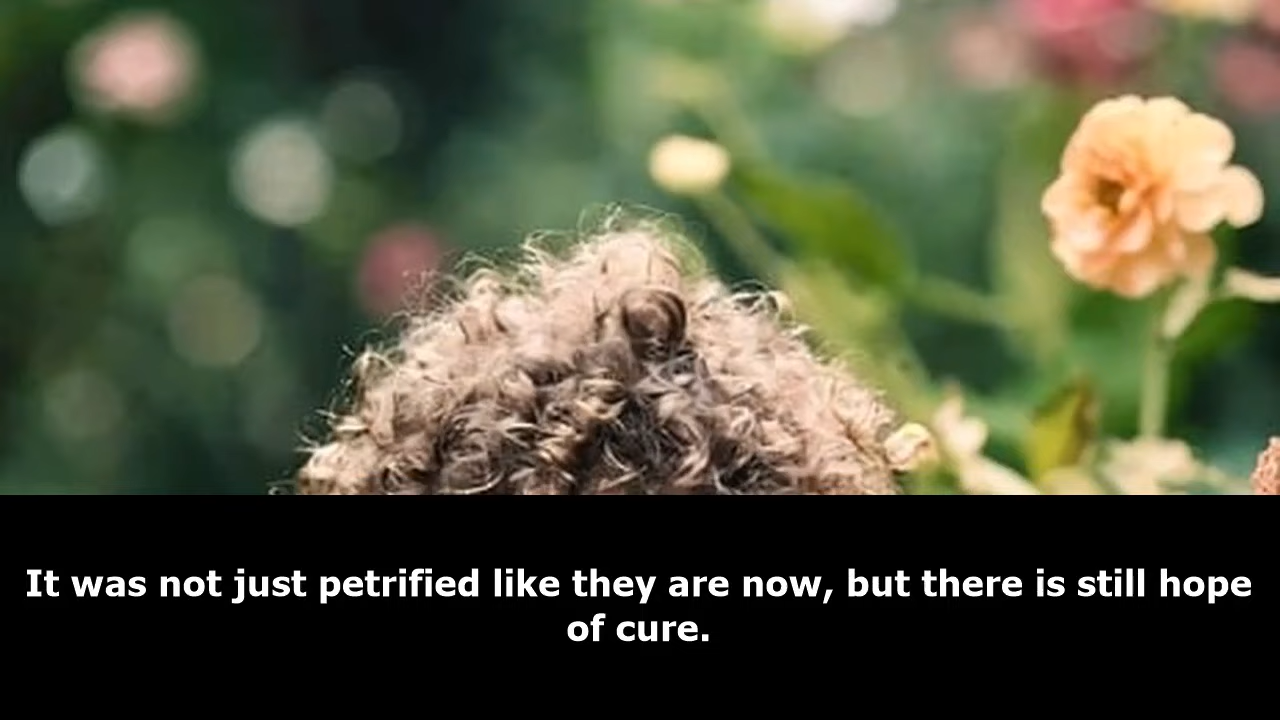 It was not just petrified like they are now, but there is still hope
of cure.